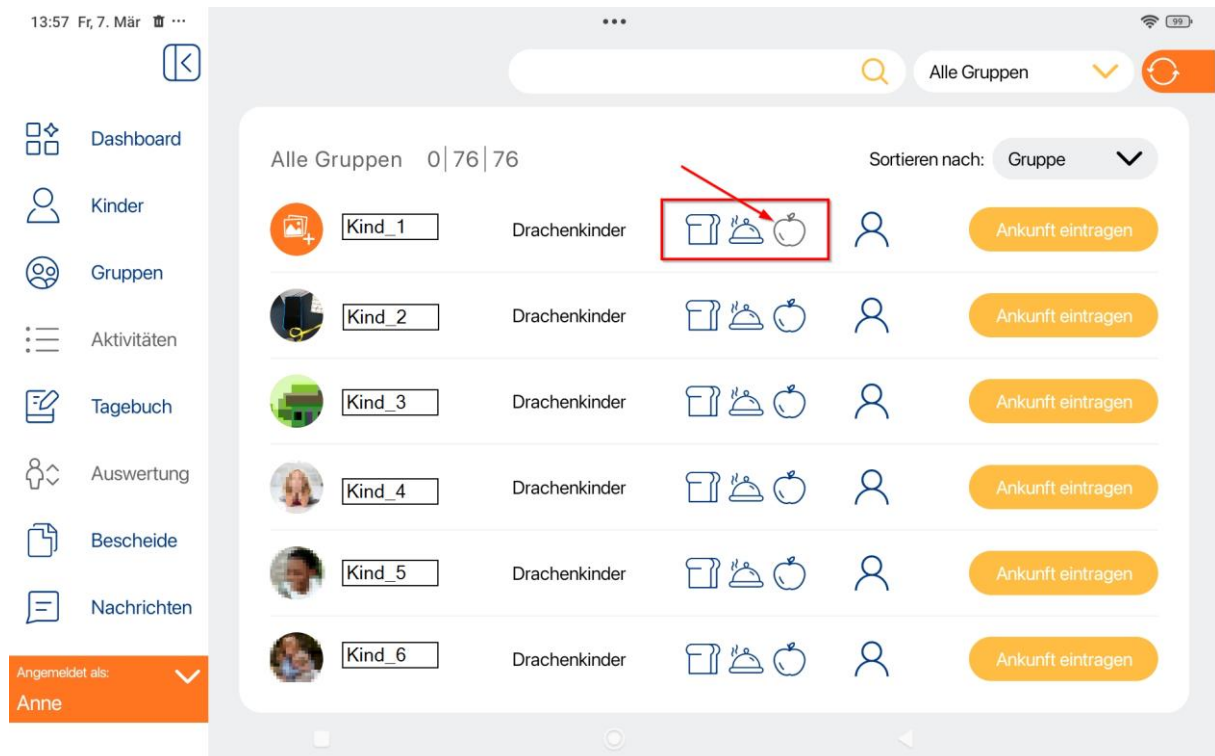 13:57 Fr, 7. Mär
99
Alle Gruppen
Dashboard
Kinder
Gruppen
Aktivitäten
Tagebuch
Auswertung
Bescheide
Nachrichten
Angemeldet als:
Anne
Alle Gruppen 0|76|76
Sortieren nach: Gruppe
Kind_1 Drachenkinder Ankunft eintragen
Kind_2 Drachenkinder Ankunft eintragen
Kind_3 Drachenkinder Ankunft eintragen
Kind_4 Drachenkinder Ankunft eintragen
Kind_5 Drachenkinder Ankunft eintragen
Kind_6 Drachenkinder Ankunft eintragen